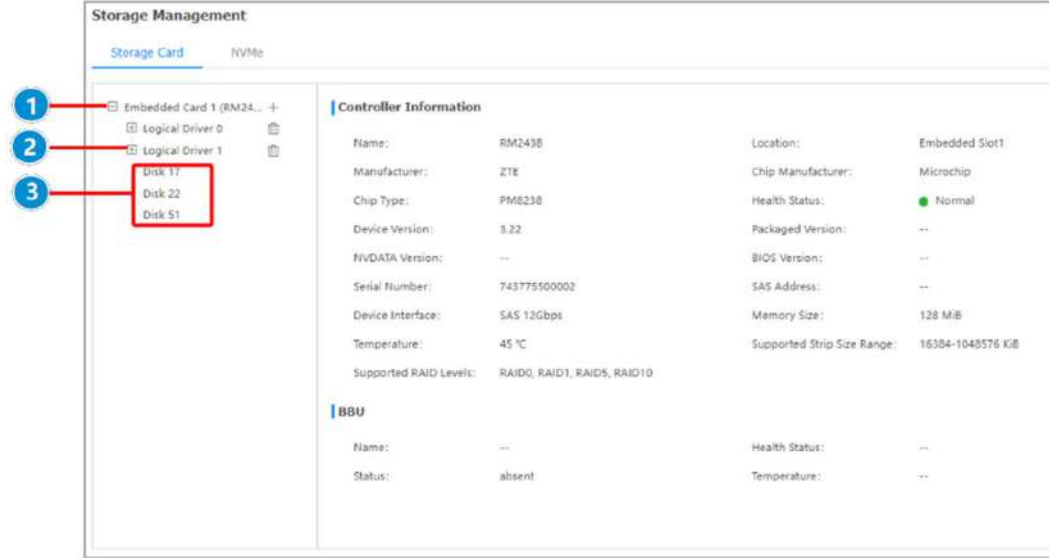 Storage Management
Storage Card NVMe
1 Embedded Card 1 (RM24... +
Logical Driver 0
2 Logical Driver 1
Disk 17
3 Disk 22
Disk 51
Controller Information
Name: RM243B Location: Embedded Slot1
Manufacturer: ZTE Chip Manufacturer: Microchip
Chip Type: PM8238 Health Status: Normal
Device Version: 3.22 Packaged Version: --
NVDATA Version: -- BIOS Version: --
Serial Number: 743775500002 SAS Address: --
Device Interface: SAS 12Gbps Memory Size: 128 MiB
Temperature: 45 ℃ Supported Strip Size Range: 16384-1048576 KiB
Supported RAID Levels: RAID0, RAID1, RAID5, RAID10
BBU
Name: -- Health Status: --
Status: absent Temperature: --